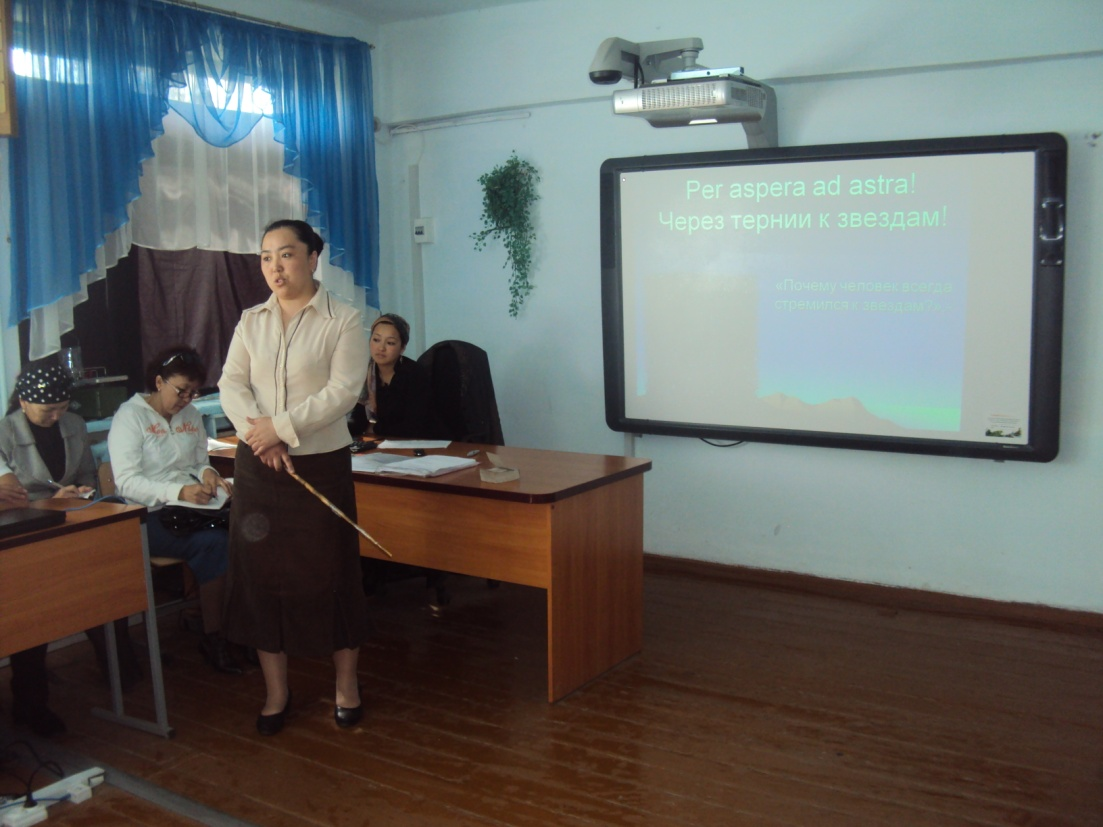 Per aspera ad astra!
Через тернии к звездам!
«Почему человек всегда
стремился к звездам?»